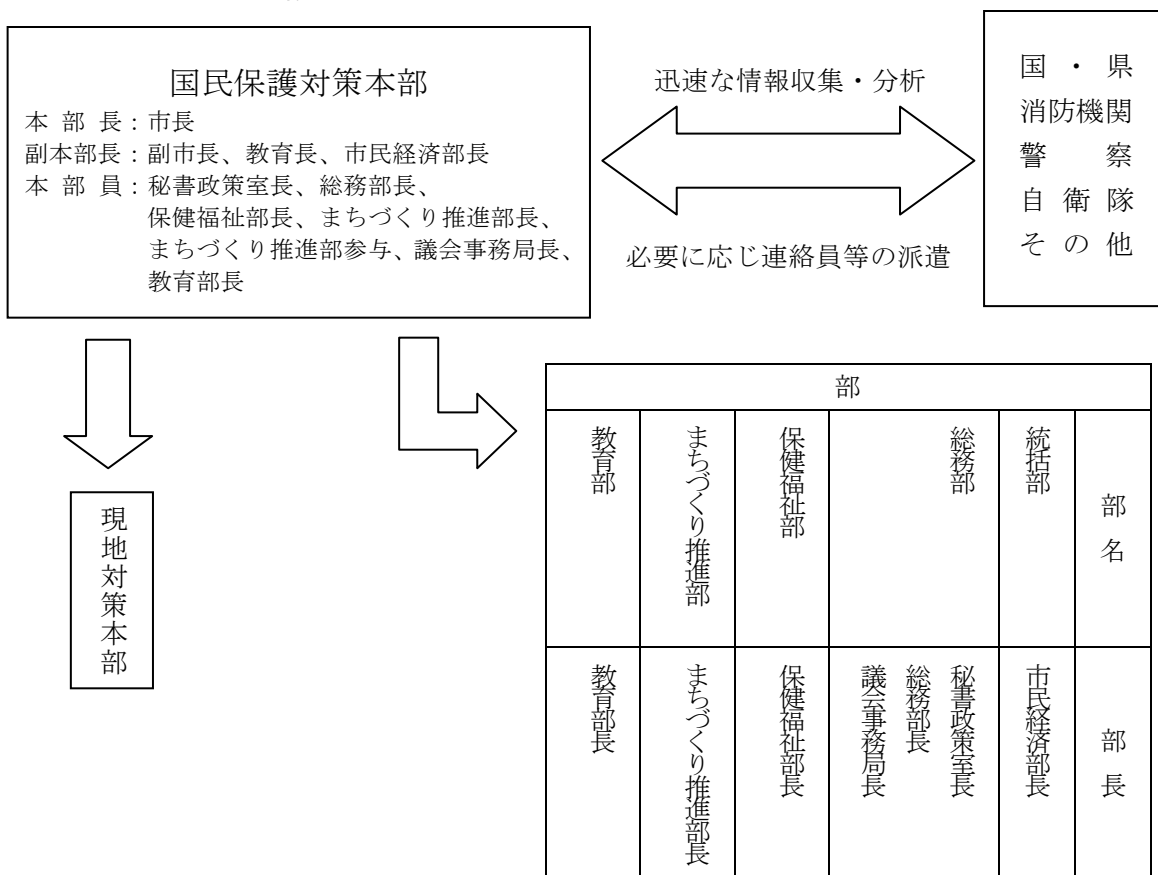 国民保護対策本部
本部長：市長
副本部長：副市長、教育長、市民経済部長
本部員：秘書政策室長、総務部長、
保健福祉部長、まちづくり推進部長、
まちづくり推進部参与、議会事務局長、
教育部長
迅速な情報収集・分析
必要に応じ連絡員等の派遣
国・県
消防機関
警察
自衛隊
その他
現地対策本部
部
部名
統括部
総務部
保健福祉部
まちづくり推進部
教育部
部長
市民経済部長
秘書政策室長
総務部長
議会事務局長
保健福祉部長
まちづくり推進部長
教育部長